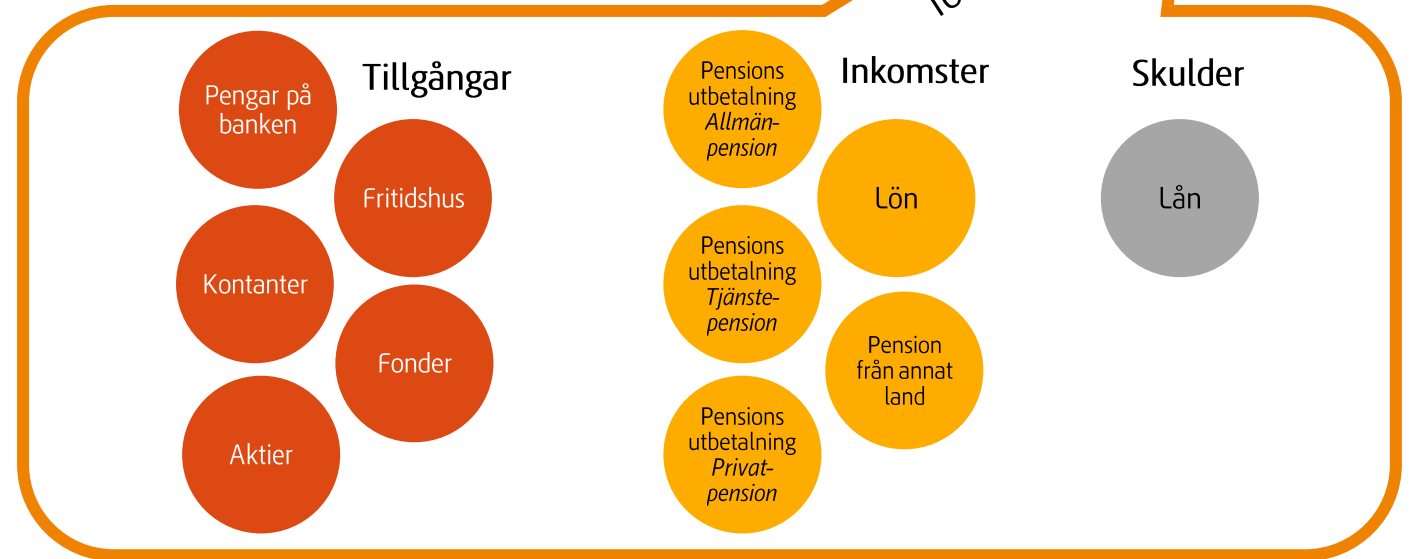 Tillgångar
Pengar på
banken
Fritidshus
Kontanter
Fonder
Aktier
Inkomster
Pensions
utbetalning
Allmän-
pension
Lön
Pensions
utbetalning
Tjänste-
pension
Pension
från annat
land
Pensions
utbetalning
Privat-
pension
Skulder
Lån